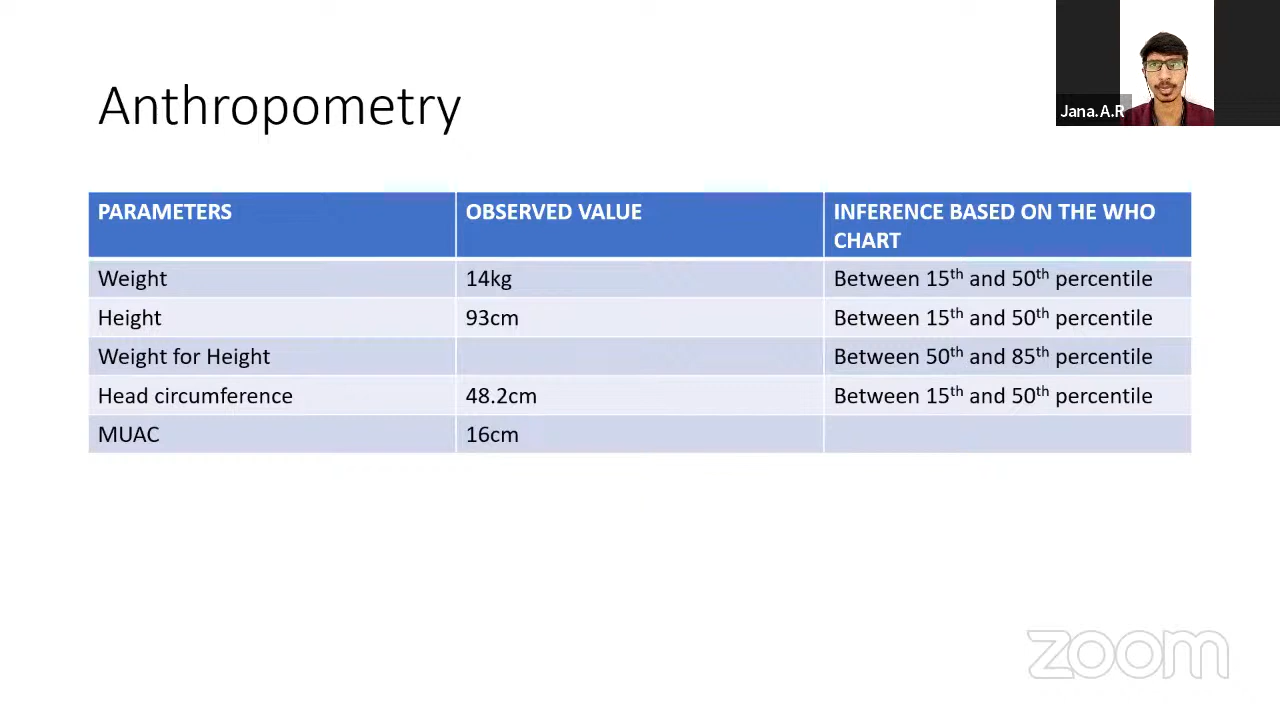 Anthropometry
Jana.A.R
PARAMETERS OBSERVED VALUE INFERENCE BASED ON THE WHO CHART
Weight 14kg Between 15th and 50th percentile
Height 93cm Between 15th and 50th percentile
Weight for Height Between 50th and 85th percentile
Head circumference 48.2cm Between 15th and 50th percentile
MUAC 16cm
zoom